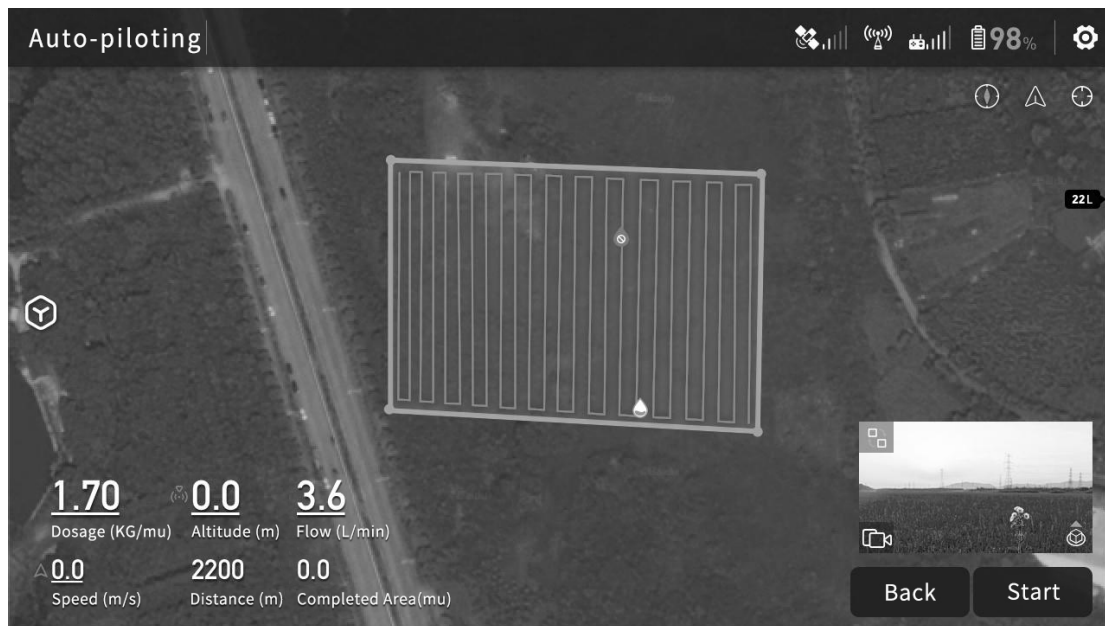 Auto-piloting
98%
22L
1.70 0.0 3.6
Dosage (KG/mu) Altitude (m) Flow (L/min)
0.0 2200 0.0
Speed (m/s) Distance (m) Completed Area(mu)
Back Start